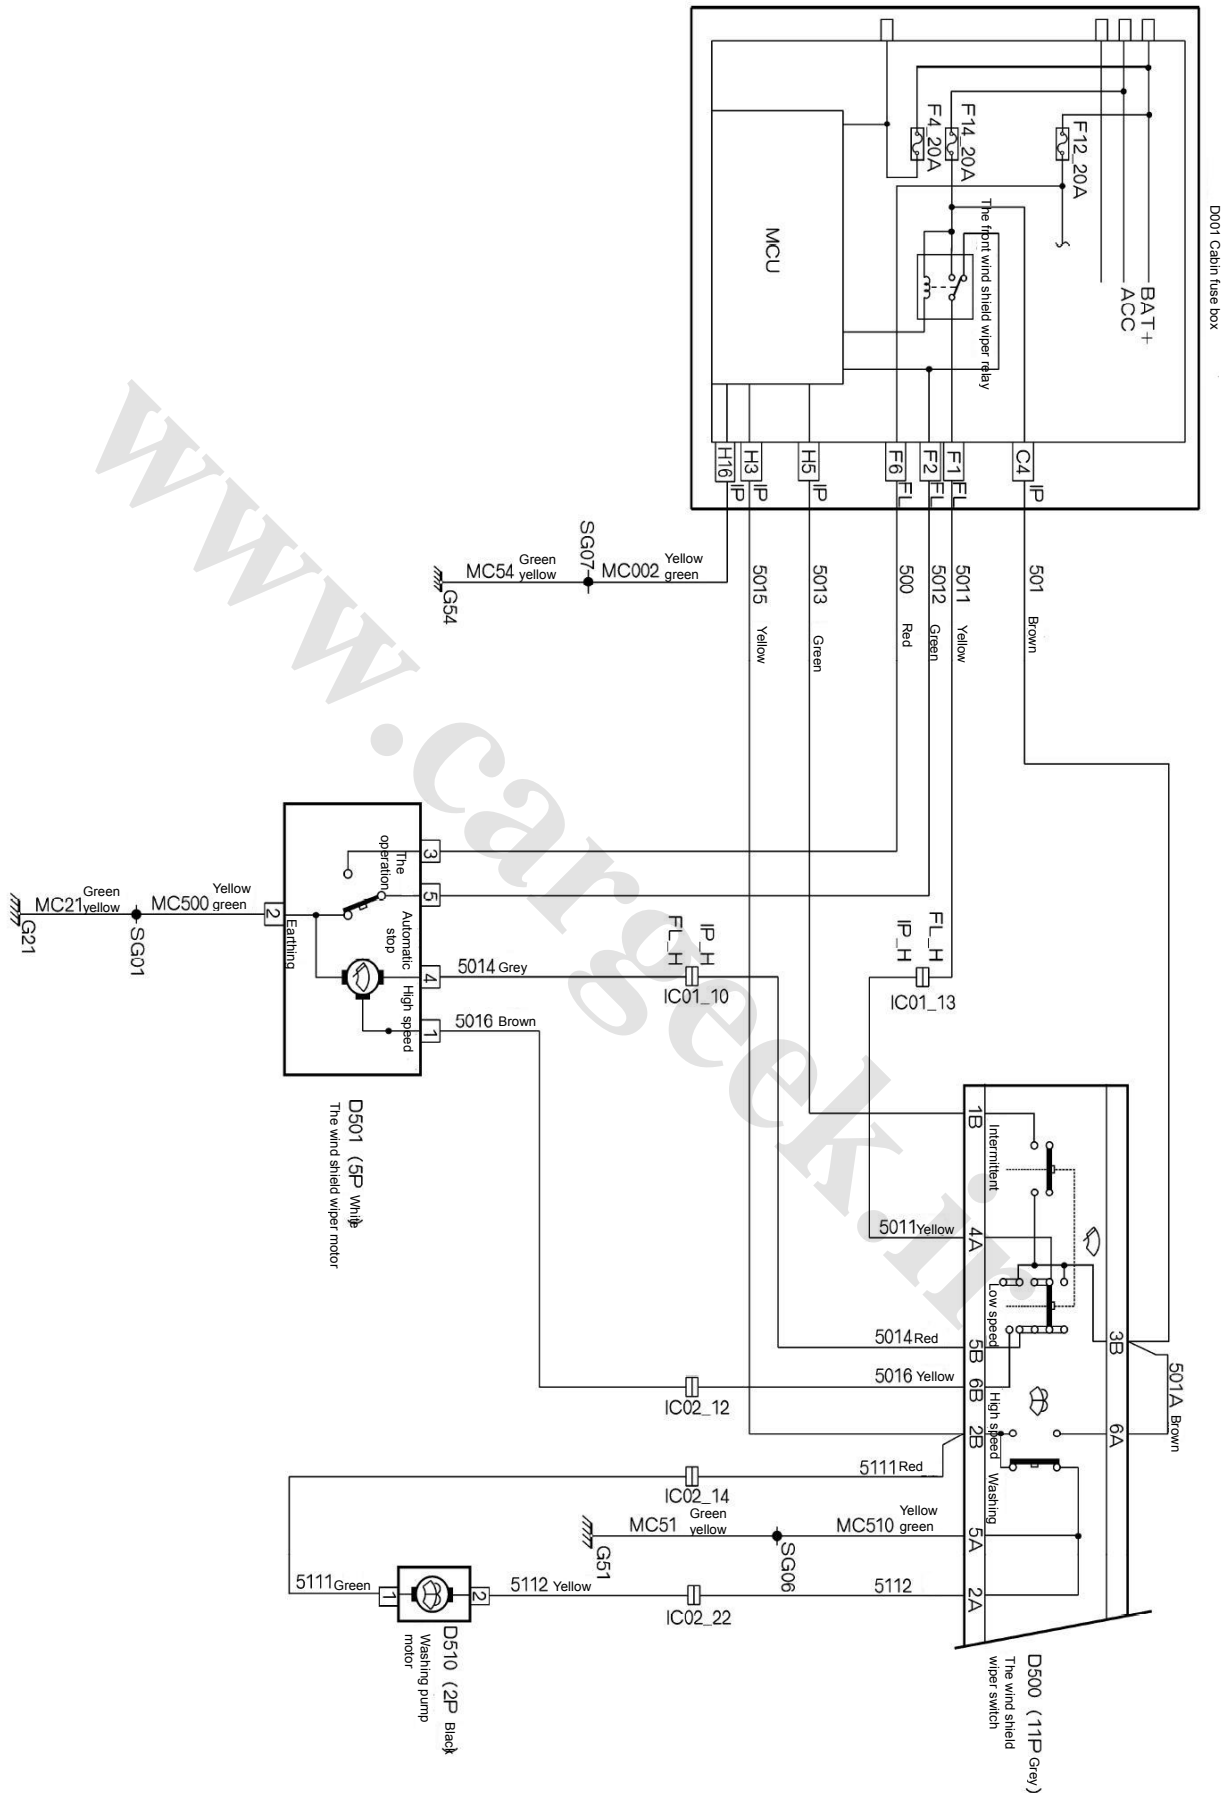 D001 Cabin fuse box
BAT+
ACC
F12_20A
F14_20A
F4_20A
The front wind shield wiper relay
MCU
C4
IP
F1
FL
F2
FL
F6
FL
H5
IP
H3
IP
H16
IP
501
Brown
5011
Yellow
5012
Green
500
Red
5013
Green
5015
Yellow
SG07
MC54
Green
yellow
MC002
Yellow
green
G54
www.cargeek.ir
3
5
4
1
2
The
operation
Automatic
stop
High speed
Earthing
MC21
Green
yellow
MC500
Yellow
green
SG01
G21
D501 (5P White)
The wind shield wiper motor
5014 Grey
5016 Brown
IP_H
FL_H
IC01_10
FL_H
IP_H
IC01_13
1B
Intermittent
5011 Yellow
4A
Low speed
5014 Red
5B
5016 Yellow
6B
High speed
2B
3B
501A
Brown
6A
IC02_12
5111 Red
IC02_14
Washing
MC51
Green
yellow
MC510
Yellow
green
5A
SG06
G51
5111 Green
1
2
5112 Yellow
5112
2A
IC02_22
D510 (2P Black)
Washing pump
motor
D500 (11P Grey)
The wind shield
wiper switch